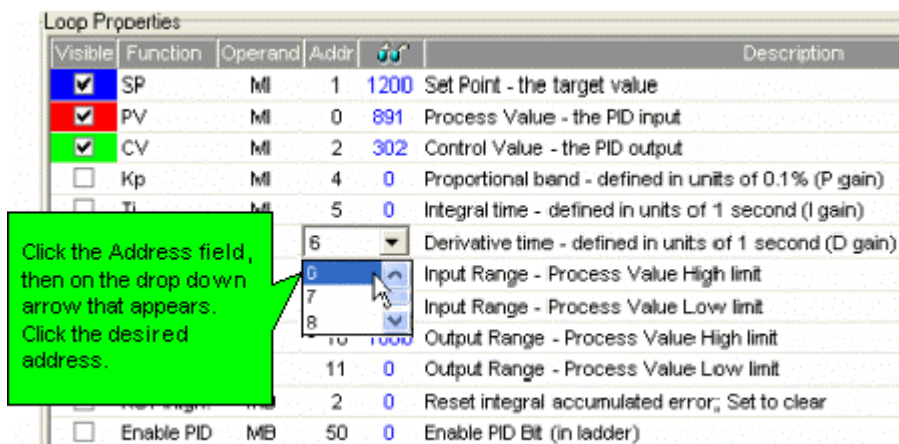 Loop Properties
Visible Function Operand Addr Description
SP MI 1 1200 Set Point - the target value
PV MI 0 891 Process Value - the PID input
CV MI 2 302 Control Value - the PID output
Kp MI 4 0 Proportional band - defined in units of 0.1% (P gain)
Ti MI 5 0 Integral time - defined in units of 1 second (I gain)
6 Derivative time - defined in units of 1 second (D gain)
6 Input Range - Process Value High limit
7 Input Range - Process Value Low limit
8
10 1000 Output Range - Process Value High limit
11 0 Output Range - Process Value Low limit
MB 2 0 Reset integral accumulated error; Set to clear
Enable PID MB 50 0 Enable PID Bit (in ladder)
Click the Address field,
then on the drop down
arrow that appears.
Click the desired
address.